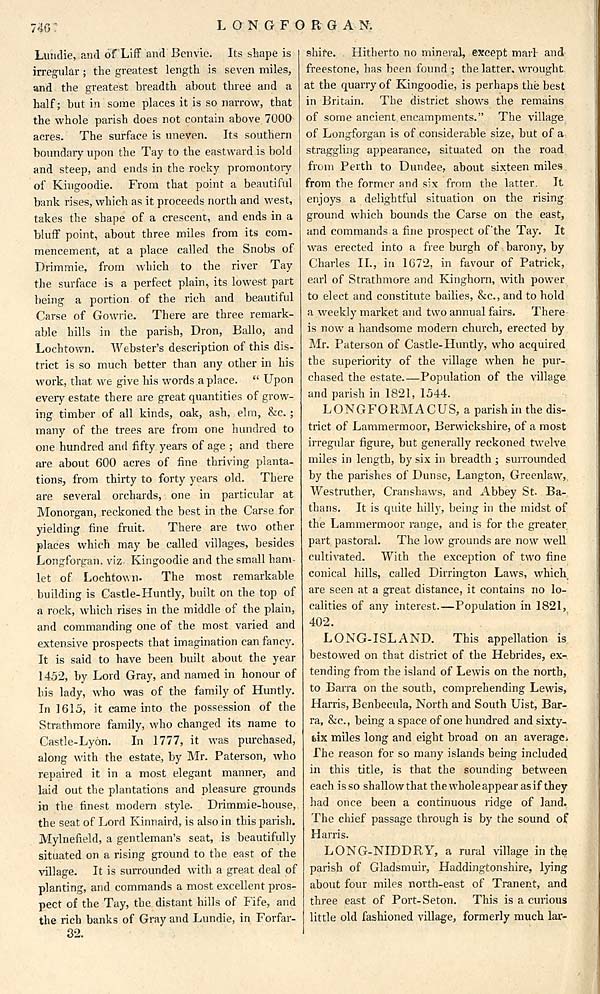 746
LONGFORGAN.
Lundie, and of Liff and Benvie. Its shape is
irregular; the greatest length is seven miles,
and the greatest breadth about three and a
half; but in some places it is so narrow, that
the whole parish does not contain above 7000
acres. The surface is uneven. Its southern
boundary upon the Tay to the eastward is bold
and steep, and ends in the rocky promontory
of Kingoodie. From that point a beautiful
bank rises, which as it proceeds north and west,
takes the shape of a crescent, and ends in a
bluff point, about three miles from its com-
mencement, at a place called the Snobs of
Drimmie, from which to the river Tay
the surface is a perfect plain, its lowest part
being a portion of the rich and beautiful
Carse of Gowrie. There are three remark-
able hills in the parish, Dron, Ballo, and
Lochtown. Webster's description of this dis-
trict is so much better than any other in his
work, that we give his words a place. " Upon
every estate there are great quantities of grow-
ing timber of all kinds, oak, ash, elm, &c.;
many of the trees are from one hundred to
one hundred and fifty years of age; and there
are about 600 acres of fine thriving planta-
tions, from thirty to forty years old. There
are several orchards, one in particular at
Monorgan, reckoned the best in the Carse for
yielding fine fruit. There are two other
places which may be called villages, besides
Longforgan, viz. Kingoodie and the small ham-
let of Lochtown. The most remarkable
building is Castle-Huntly, built on the top of
a rock, which rises in the middle of the plain,
and commanding one of the most varied and
extensive prospects that imagination can fancy.
It is said to have been built about the year
1452, by Lord Gray, and named in honour of
his lady, who was of the family of Huntly.
In 1615, it came into the possession of the
Strathmore family, who changed its name to
Castle-Lyon. In 1777, it was purchased,
along with the estate, by Mr. Paterson, who
repaired it in a most elegant manner, and
laid out the plantations and pleasure grounds
in the finest modern style. Drimmie-house,
the seat of Lord Kinnaird, is also in this parish.
Mylnefield, a gentleman's seat, is beautifully
situated on a rising ground to the east of the
village. It is surrounded with a great deal of
planting, and commands a most excellent pros-
pect of the Tay, the distant hills of Fife, and
the rich banks of Gray and Lundie, in Forfar-
32.
shire. Hitherto no mineral, except marl and
freestone, has been found; the latter, wrought
at the quarry of Kingoodie, is perhaps the best
in Britain. The district shows the remains
of some ancient encampments." The village
of Longforgan is of considerable size, but of a
straggling appearance, situated on the road
from Perth to Dundee, about sixteen miles
from the former and six from the latter. It
enjoys a delightful situation on the rising
ground which bounds the Carse on the east,
and commands a fine prospect of the Tay. It
was erected into a free burgh of barony, by
Charles II., in 1672, in favour of Patrick,
earl of Strathmore and Kinghorn, with power
to elect and constitute bailies, &c., and to hold
a weekly market and two annual fairs. There
is now a handsome modern church, erected by
Mr. Paterson of Castle-Huntly, who acquired
the superiority of the village when he pur-
chased the estate.—Population of the village
and parish in 1821, 1544.
LONGFORMACUS, a parish in the dis-
trict of Lammermoor, Berwickshire, of a most
irregular figure, but generally reckoned twelve
miles in length, by six in breadth; surrounded
by the parishes of Dunse, Langton, Greenlaw,
Westruther, Cranshaws, and Abbey St. Ba-
thans. It is quite hilly, being in the midst of
the Lammermoor range, and is for the greater
part pastoral. The low grounds are now well
cultivated. With the exception of two fine
conical hills, called Dirrington Laws, which
are seen at a great distance, it contains no lo-
calities of any interest.—Population in 1821,
402.
LONG-ISLAND. This appellation is
bestowed on that district of the Hebrides, ex-
tending from the island of Lewis on the north,
to Barra on the south, comprehending Lewis,
Harris, Benbecula, North and South Uist, Bar-
ra, &c., being a space of one hundred and sixty-
six miles long and eight broad on an average.
The reason for so many islands being included
in this title, is that the sounding between
each is so shallow that the whole appear as if they
had once been a continuous ridge of land.
The chief passage through is by the sound of
Harris.
LONG-NIDDRY, a rural village in the
parish of Gladsmuir, Haddingtonshire, lying
about four miles north-east of Tranent, and
three east of Port-Seton. This is a curious
little old fashioned village, formerly much lar-